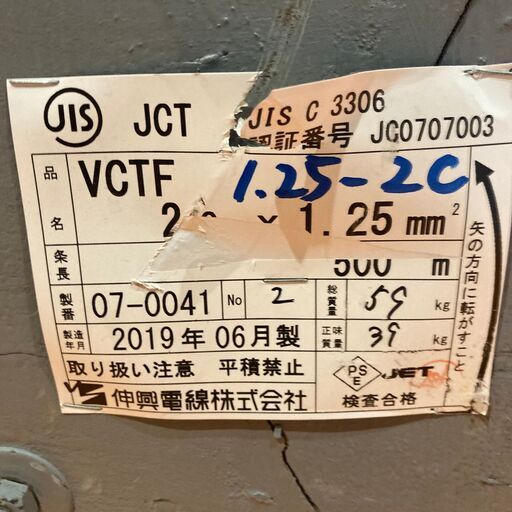 JIS JCT JIS C 3306
認証番号 JC0707003
品名 VCTF 1.25-2C
2 x 1.25 mm²
条長 500 m
製番 07-0041 No 2 総質量 59 kg
製造年月 2019年06月製 正味質量 39 kg
取り扱い注意 平積禁止
PSE JET
伸興電線株式会社 検査合格
矢の方向に転がすこと